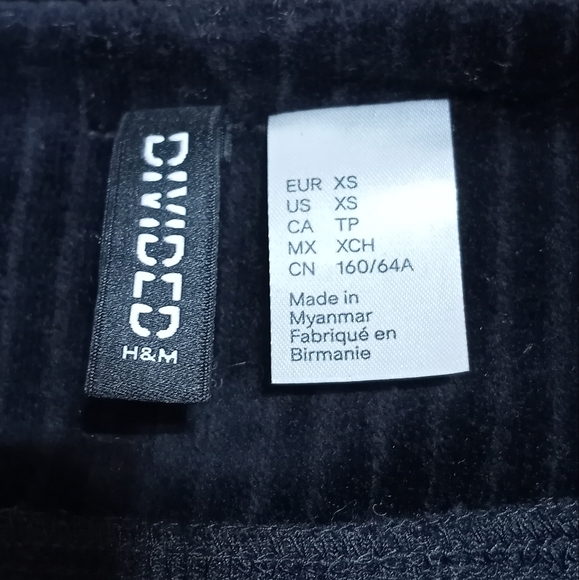 DIVIDED
H&M
EUR XS
US XS
CA TP
MX XCH
CN 160/64A
Made in
Myanmar
Fabriqué en
Birmanie